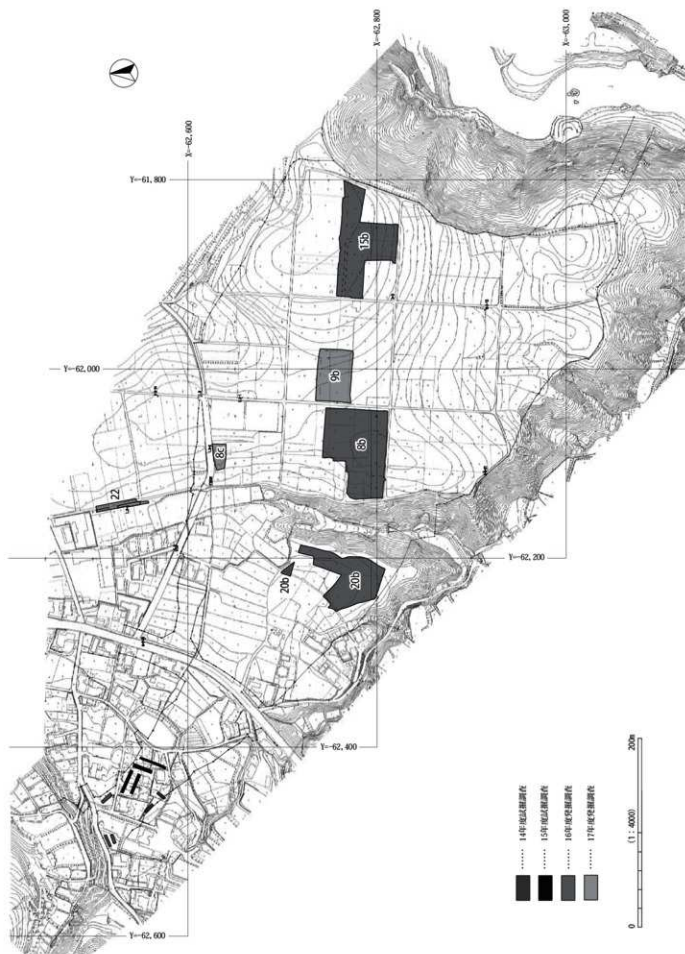 X=-62,600
X=-62,800
X=-63,000
Y=-61,800
15b
Y=-62,000
9b
8b
8c
22
Y=-62,200
20b
20b
Y=-62,400
Y=-62,600
14年度試掘調査
15年度試掘調査
16年度発掘調査
17年度発掘調査
0
(1:4000)
200m